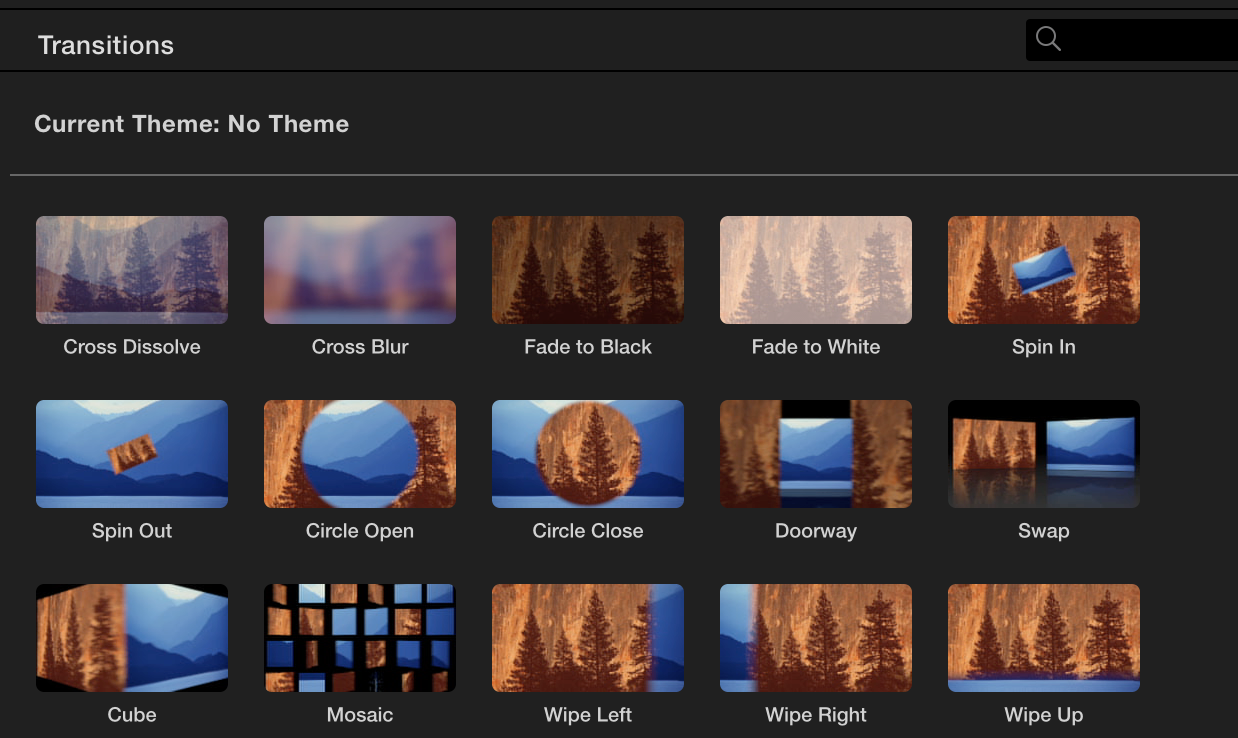 Transitions
Current Theme: No Theme
Cross Dissolve
Cross Blur
Fade to Black
Fade to White
Spin In
Spin Out
Circle Open
Circle Close
Doorway
Swap
Cube
Mosaic
Wipe Left
Wipe Right
Wipe Up